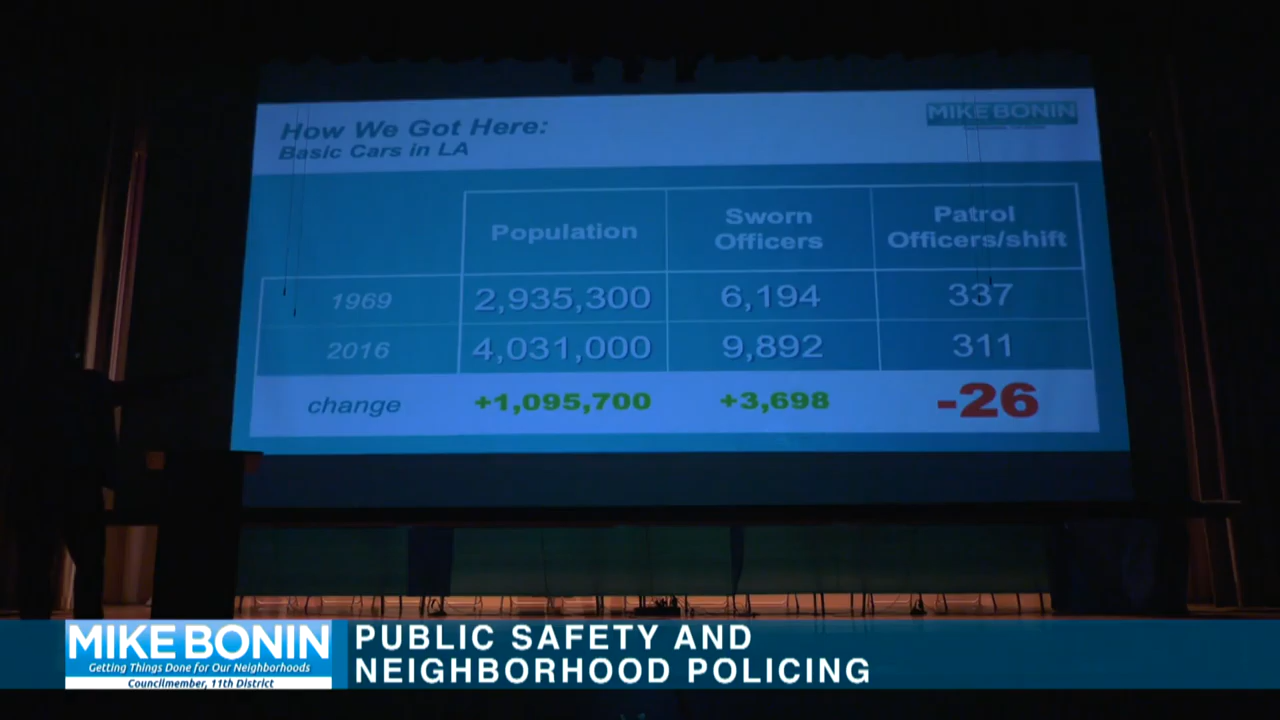 How We Got Here:
Basic Cars in LA
MIKE BONIN
Population
Sworn
Officers
Patrol
Officers/shift
1969 2,935,300 6,194 337
2016 4,031,000 9,892 311
change +1,095,700 +3,698 -26
MIKE BONIN
Getting Things Done for Our Neighborhoods
Councilmember, 11th District
PUBLIC SAFETY AND
NEIGHBORHOOD POLICING